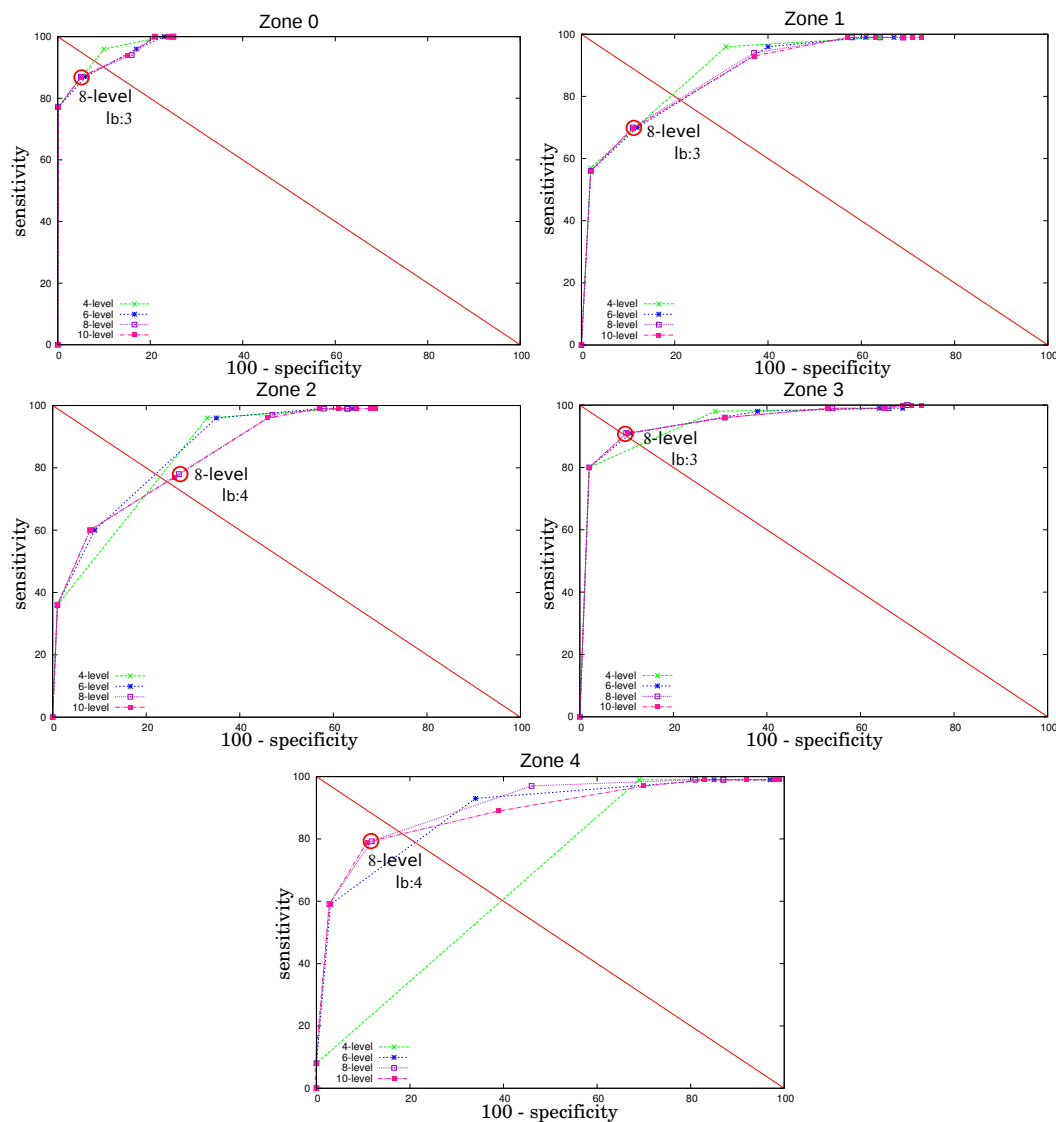 Zone 0
100
80
60
40
20
0
sensitivity
8-level
lb:3
4-level
6-level
8-level
10-level
0
20
40
60
80
100
100 - specificity
Zone 1
100
80
60
40
20
0
sensitivity
8-level
lb:3
4-level
6-level
8-level
10-level
0
20
40
60
80
100
100 - specificity
Zone 2
100
80
60
40
20
0
sensitivity
8-level
lb:4
4-level
6-level
8-level
10-level
0
20
40
60
80
100
100 - specificity
Zone 3
100
80
60
40
20
0
sensitivity
8-level
lb:3
4-level
6-level
8-level
10-level
0
20
40
60
80
100
100 - specificity
Zone 4
100
80
60
40
20
0
sensitivity
8-level
lb:4
4-level
6-level
8-level
10-level
0
20
40
60
80
100
100 - specificity